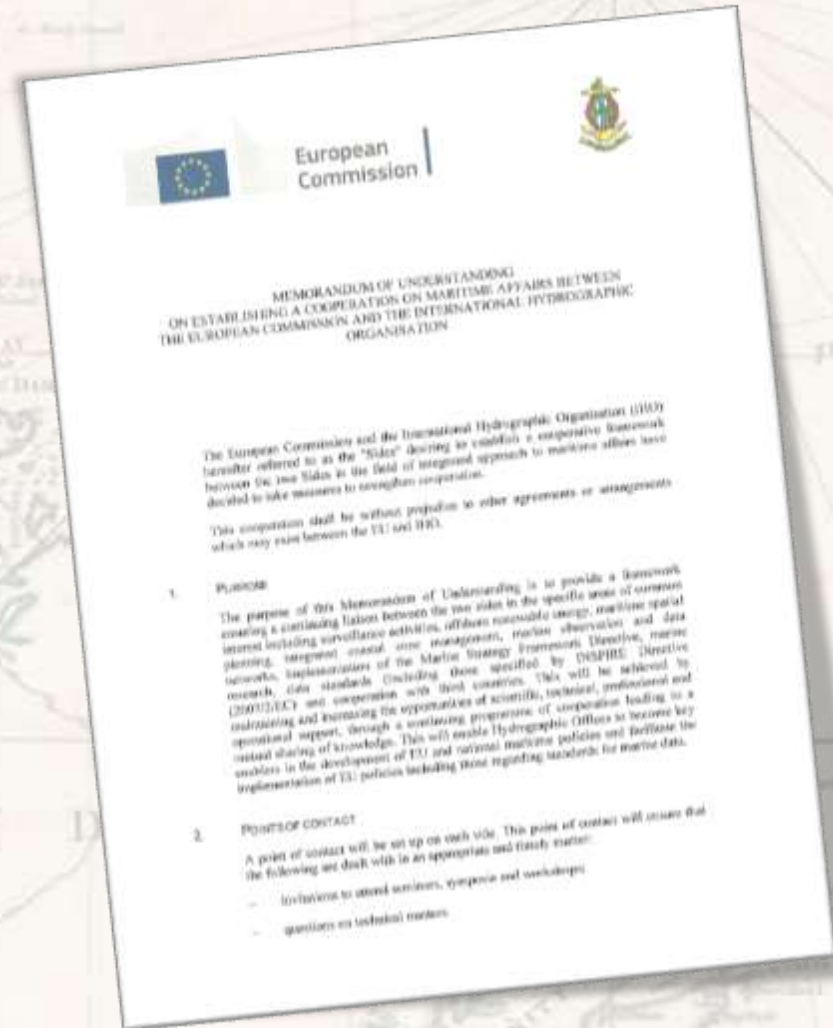 European
Commission
MEMORANDUM OF UNDERSTANDING
ON ESTABLISHING A COOPERATION ON MARITIME AFFAIRS BETWEEN
THE EUROPEAN COMMISSION AND THE INTERNATIONAL HYDROGRAPHIC
ORGANISATION
The European Commission and the International Hydrographic Organisation (IHO)
hereafter referred to as the "Sides" desiring to establish a cooperative framework
between the two Sides in the field of integrated approach to maritime affairs have
decided to take measures to strengthen cooperation.
This cooperation shall be without prejudice to other agreements or arrangements
which may exist between the EU and IHO.
1. PURPOSE
The purpose of this Memorandum of Understanding is to provide a framework
ensuring a continuing liaison between the two sides in the specific areas of common
interest including surveillance activities, offshore renewable energy, maritime spatial
planning, integrated coastal zone management, marine observation and data
networks, implementation of the Marine Strategy Framework Directive, marine
research, data standards (including those specified by INSPIRE Directive
(2007/2/EC) and cooperation with third countries. This will be achieved by
maintaining and increasing the opportunities of scientific, technical, professional and
operational support, through a continuing programme of cooperation leading to a
mutual sharing of knowledge. This will enable Hydrographic Offices to become key
enablers in the development of EU and national maritime policies and facilitate the
implementation of EU policies including those regarding standards for marine data.
2. POINTS OF CONTACT
A point of contact will be set up on each side. This point of contact will ensure that
the following are dealt with in an appropriate and timely matter:
– invitations to attend seminars, symposia and workshops;
– questions on technical matters